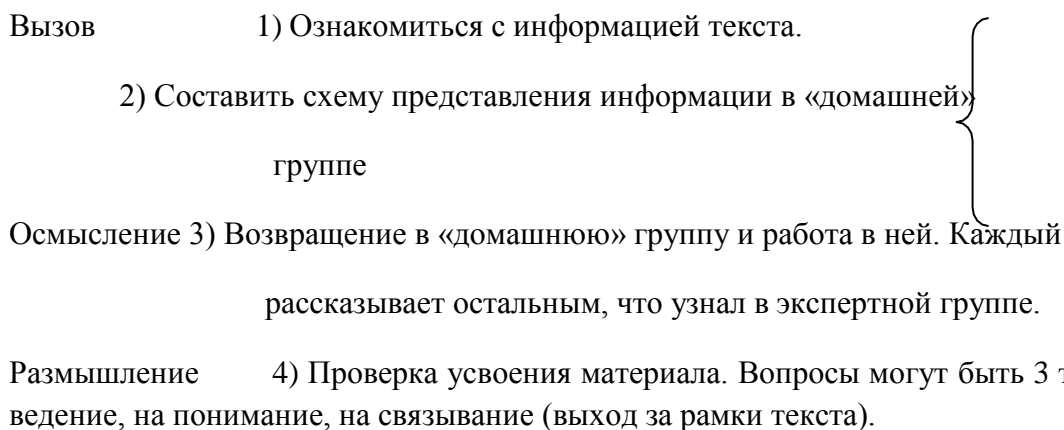 Вызов 1) Ознакомиться с информацией текста.
2) Составить схему представления информации в «домашней»
группе
Осмысление 3) Возвращение в «домашнюю» группу и работа в ней. Каждый
рассказывает остальным, что узнал в экспертной группе.
Размышление 4) Проверка усвоения материала. Вопросы могут быть 3
ведение, на понимание, на связывание (выход за рамки текста).